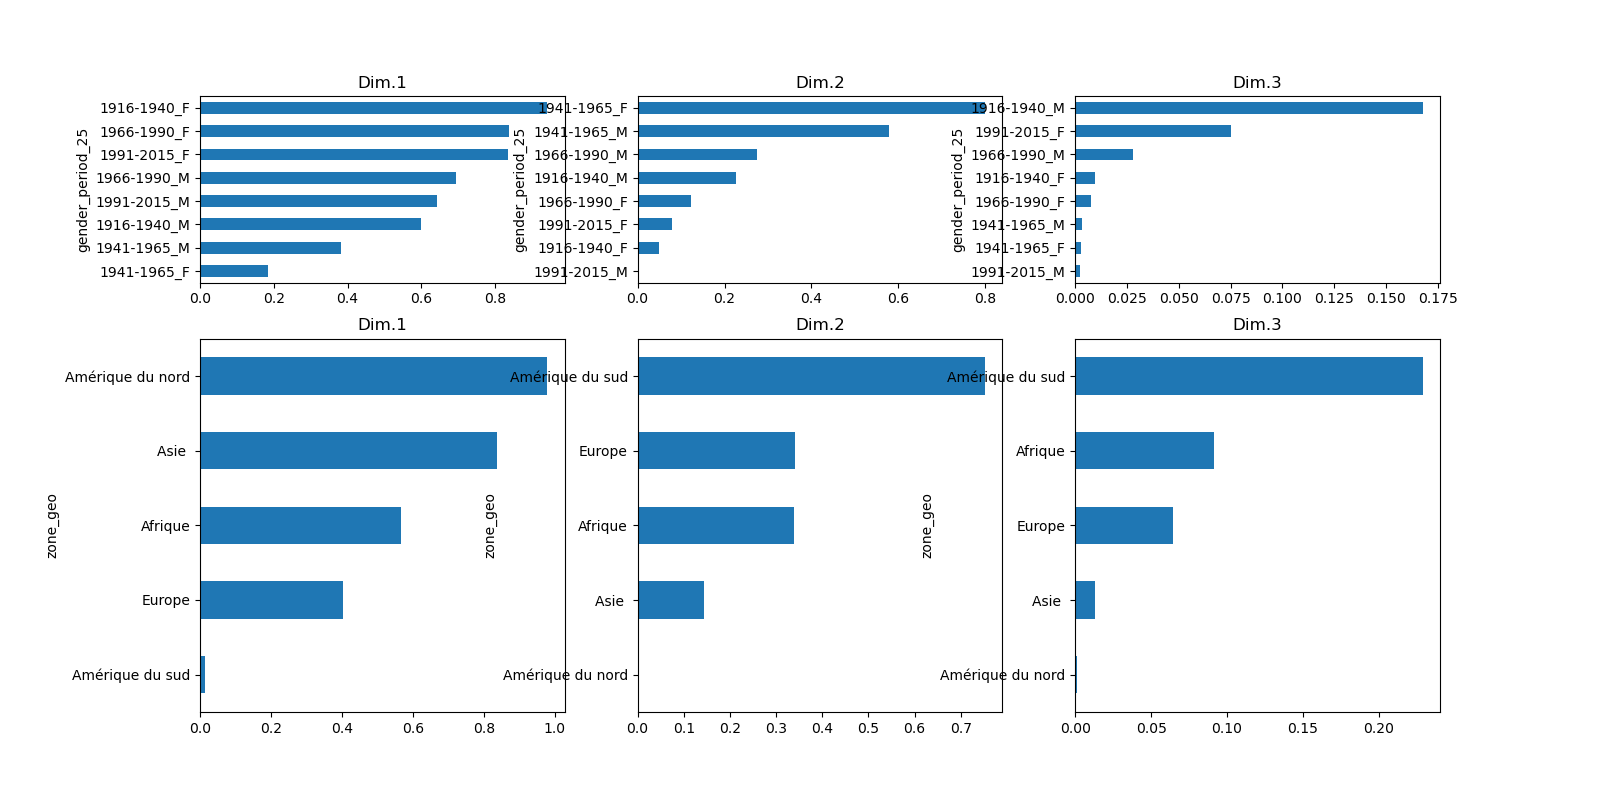 Dim.1
1916-1940_F
1966-1990_F
1991-2015_F
1966-1990_M
1991-2015_M
1916-1940_M
1941-1965_M
1941-1965_F
gender_period_25
0.0 0.2 0.4 0.6 0.8
Dim.2
1941-1965_F
1941-1965_M
1966-1990_M
1916-1940_M
1966-1990_F
1991-2015_F
1916-1940_F
1991-2015_M
gender_period_25
0.0 0.2 0.4 0.6 0.8
Dim.3
1916-1940_M
1991-2015_F
1966-1990_M
1916-1940_F
1966-1990_F
1941-1965_M
1941-1965_F
1991-2015_M
gender_period_25
0.000 0.025 0.050 0.075 0.100 0.125 0.150 0.175
Dim.1
Amérique du nord
Asie
Afrique
Europe
Amérique du sud
zone_geo
0.0 0.2 0.4 0.6 0.8 1.0
Dim.2
Amérique du sud
Europe
Afrique
Asie
Amérique du nord
zone_geo
0.0 0.1 0.2 0.3 0.4 0.5 0.6 0.7
Dim.3
Amérique du sud
Afrique
Europe
Asie
Amérique du nord
zone_geo
0.00 0.05 0.10 0.15 0.20